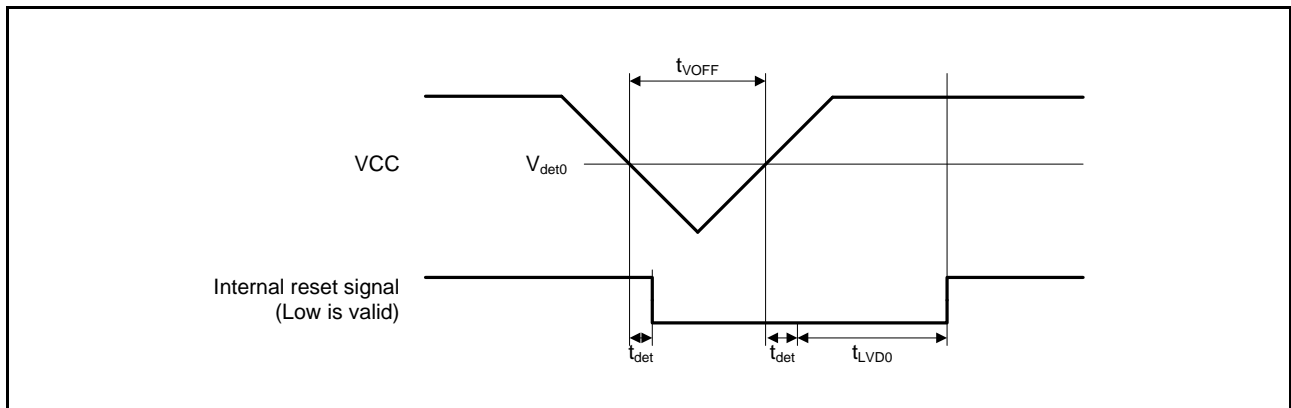 tVOFF
VCC
Vdet0
Internal reset signal
(Low is valid)
tdet
tdet
tLVD0